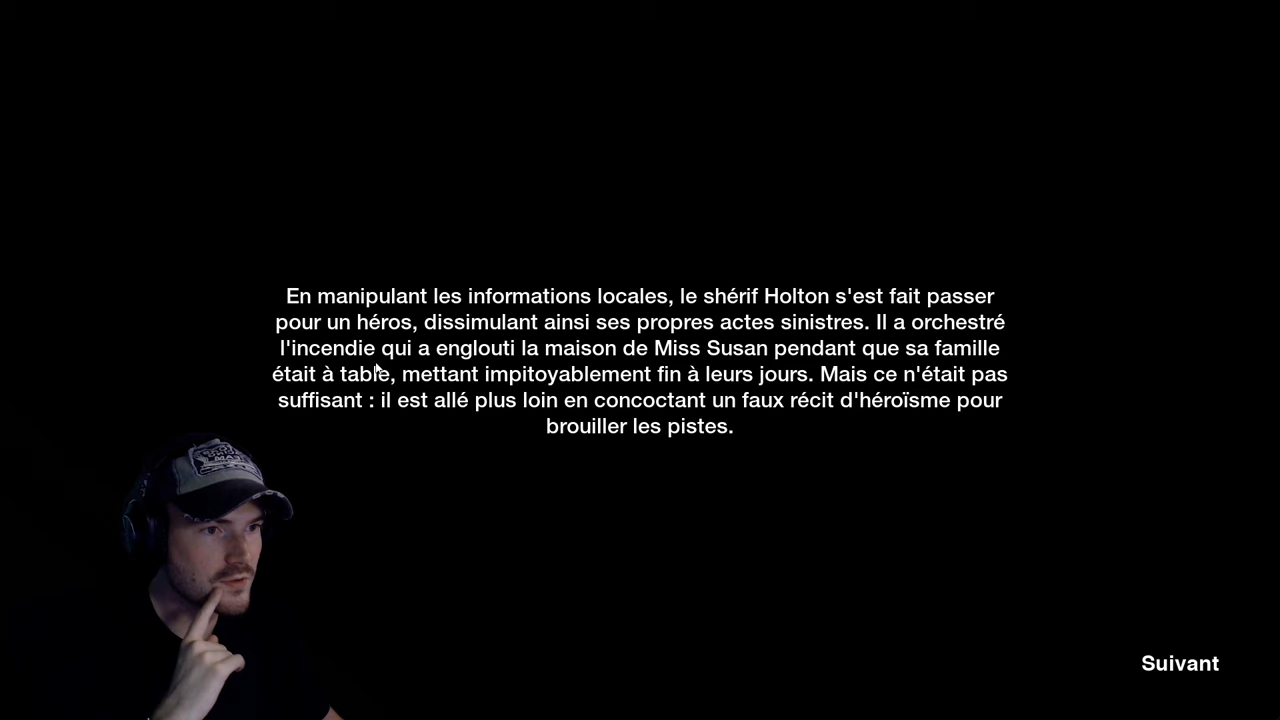 En manipulant les informations locales, le shérif Holton s'est fait passer
pour un héros, dissimulant ainsi ses propres actes sinistres. Il a orchestré
l'incendie qui a englouti la maison de Miss Susan pendant que sa famille
était à table, mettant impitoyablement fin à leurs jours. Mais ce n'était pas
suffisant : il est allé plus loin en concoctant un faux récit d'héroïsme pour
brouiller les pistes.
Suivant